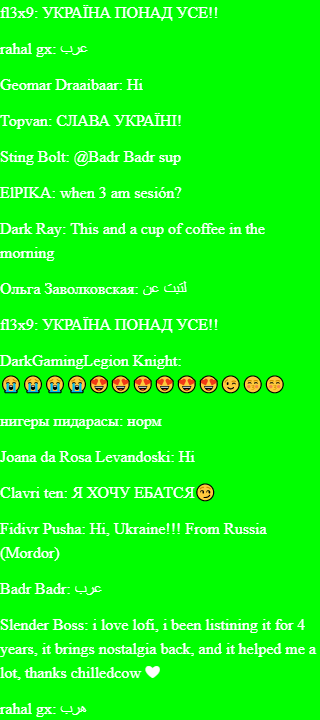 fl3x9: УКРАЇНА ПОНАД УСЕ!!
rahal gx: عرب
Geomar Draaibaar: Hi
Topvan: СЛАВА УКРАЇНІ!
Sting Bolt: @Badr Badr sup
ElPIKA: when 3 am sesión?
Dark Ray: This and a cup of coffee in the
morning
Ольга Заволковская: عن
fl3x9: УКРАЇНА ПОНАД УСЕ!!
DarkGamingLegion Knight:
😭😭😭😭😍😍😍😍😍😍😉😁😁
нигеры пидарасы: норм
Joana da Rosa Levandoski: Hi
Clavri ten: Я ХОЧУ ЕБАТСЯ😏
Fidivr Pusha: Hi, Ukraine!!! From Russia
(Mordor)
Badr Badr: عرب
Slender Boss: i love lofi, i been listining it for 4
years, it brings nostalgia back, and it helped me a
lot, thanks chilledcow 🤍
rahal gx: هرب